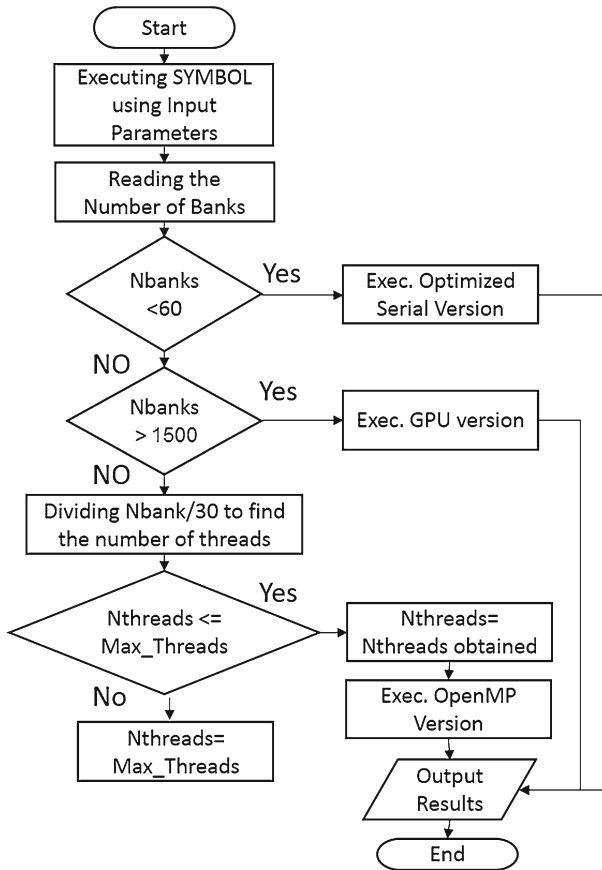 Start
Executing SYMBOL
using Input
Parameters
Reading the
Number of Banks
Nbanks
<60
Yes
Exec. Optimized
Serial Version
NO
Nbanks
> 1500
Yes
Exec. GPU version
NO
Dividing Nbank/30 to find
the number of threads
Nthreads <=
Max_Threads
Yes
Nthreads=
Nthreads obtained
No
Nthreads=
Max_Threads
Exec. OpenMP
Version
Output
Results
End